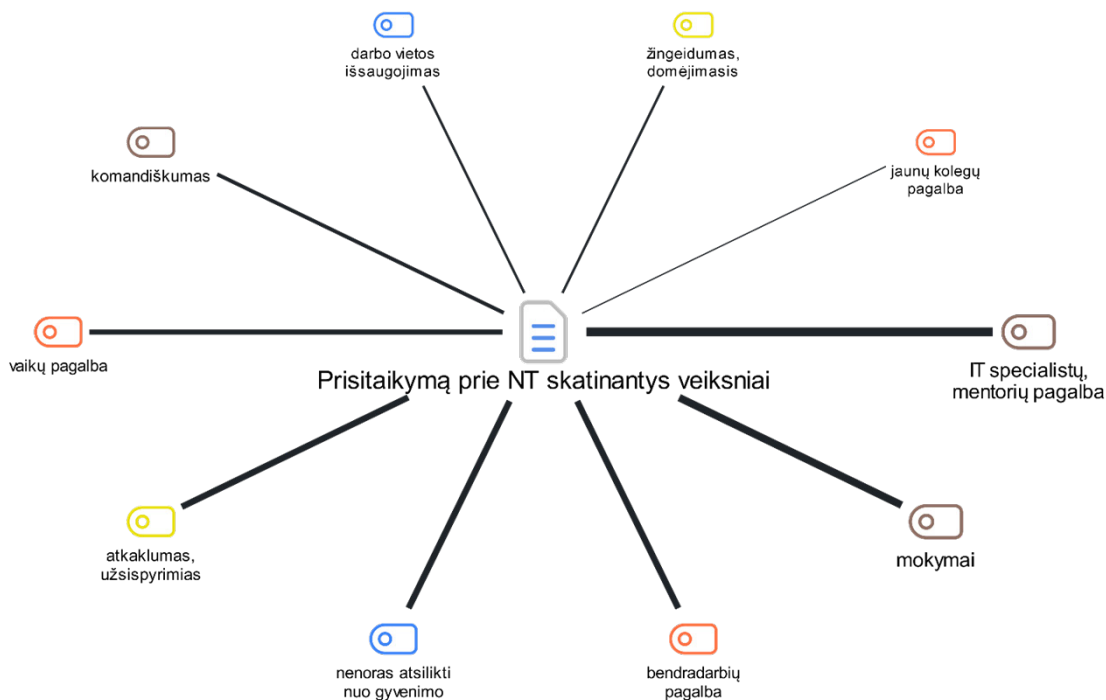 darbo vietos
išsaugojimas
žingeidumas,
domėjimasis
komandiškumas
jaunų kolegų
pagalba
vaikų pagalba
Prisitaikymą prie NT skatinantys veiksniai
IT specialistų,
mentorių pagalba
atkaklumas,
užsispyrimias
mokymai
nenoras atsilikti
nuo gyvenimo
bendradarbių
pagalba